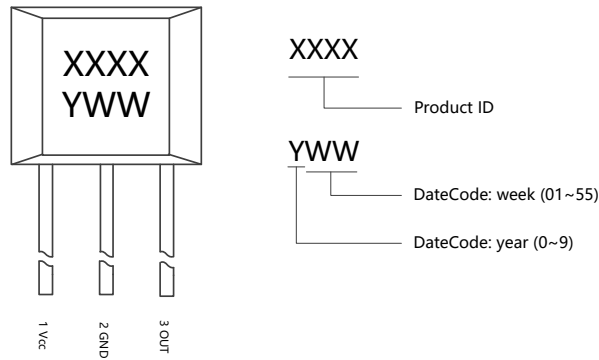 XXXX
YWW
1 Vcc
2 GND
3 OUT
XXXX
Product ID
YWW
DateCode: week (01~55)
DateCode: year (0~9)